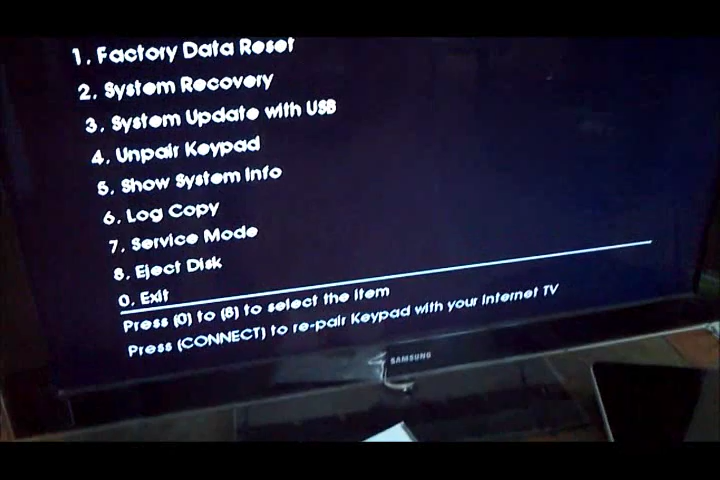 1. Factory Data Reset
2. System Recovery
3. System Update with USB
4. Unpair Keypad
5. Show System Info
6. Log Copy
7. Service Mode
8. Eject Disk
0. Exit
Press (0) to (8) to select the item
Press (CONNECT) to re-pair Keypad with your Internet TV
SAMSUNG